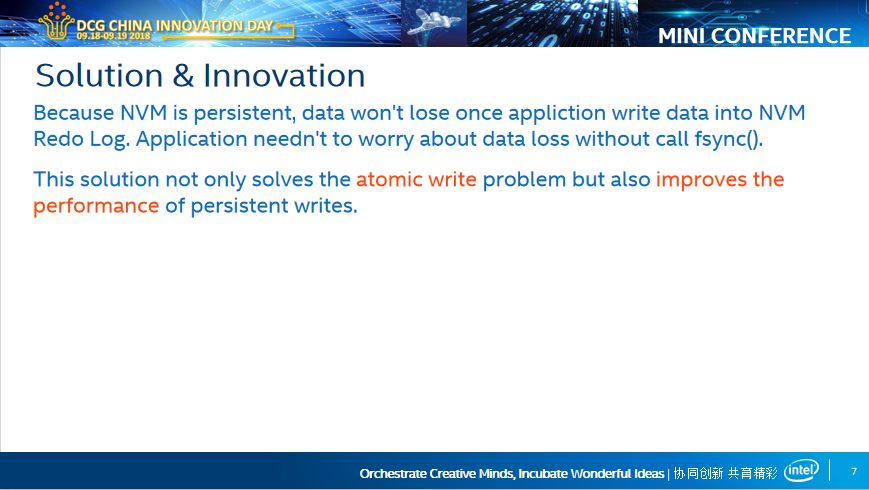 DCG CHINA INNOVATION DAY
09.18-09.19 2018
MINI CONFERENCE
Solution & Innovation
Because NVM is persistent, data won't lose once appliction write data into NVM
Redo Log. Application needn't to worry about data loss without call fsync().
This solution not only solves the atomic write problem but also improves the
performance of persistent writes.
Orchestrate Creative Minds, Incubate Wonderful Ideas | 协同创新 共育精彩
intel
7